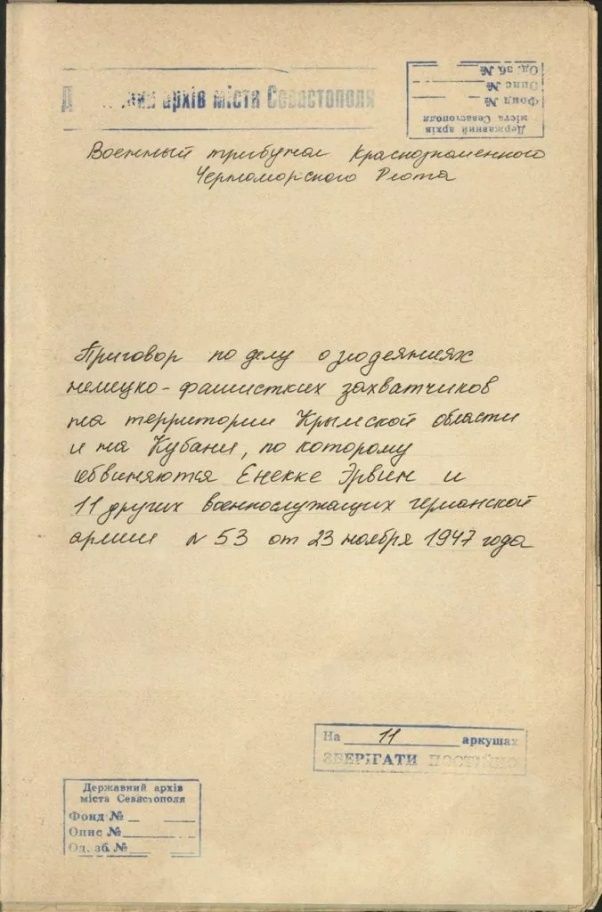 архів міста Севастополя
Державний архів
міста Севастополя
Фонд №
Опис №
Од. зб. №
Военный трибунал Краснознаменного
Черноморского Флота
Приговор по делу о злодеяниях
немецко-фашистких захватчиков
на территории Крымской области
и на Кубани, по которому
обвиняются Енекке Эрвин и
11 других военнослужащих германской
армии N 53 от 23 ноября 1947 года
На 11 аркушах
ЗБЕРІГАТИ ПОСТІЙНО
Державний архів
міста Севастополя
Фонд №
Опис №
Од. зб. №